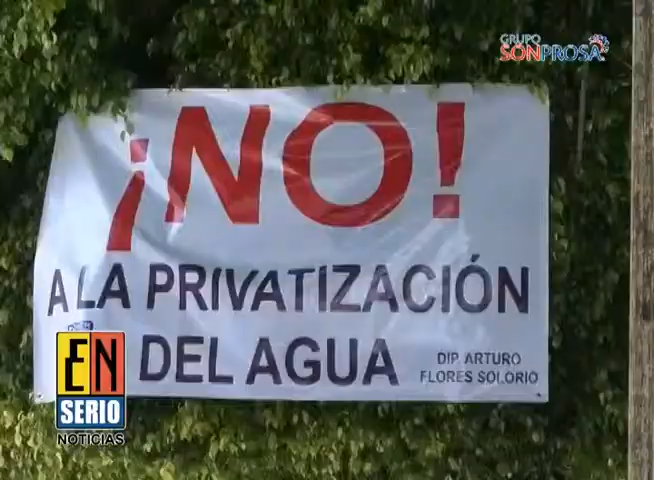 GRUPO
SONPROSA
¡NO!
A LA PRIVATIZACIÓN
DEL AGUA
DIP. ARTURO
FLORES SOLORIO
EN
SERIO
NOTICIAS